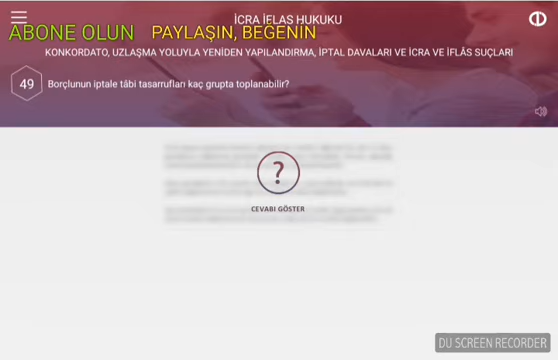 İCRA İFLAS HUKUKU
ABONE OLUN PAYLAŞIN, BEĞENİN
KONKORDATO, UZLAŞMA YOLUYLA YENİDEN YAPILANDIRMA, İPTAL DAVALARI VE İCRA VE İFLÂS SUÇLARI
49 Borçlunun iptale tâbi tasarrufları kaç grupta toplanabilir?
?
CEVABI GÖSTER
DU SCREEN RECORDER